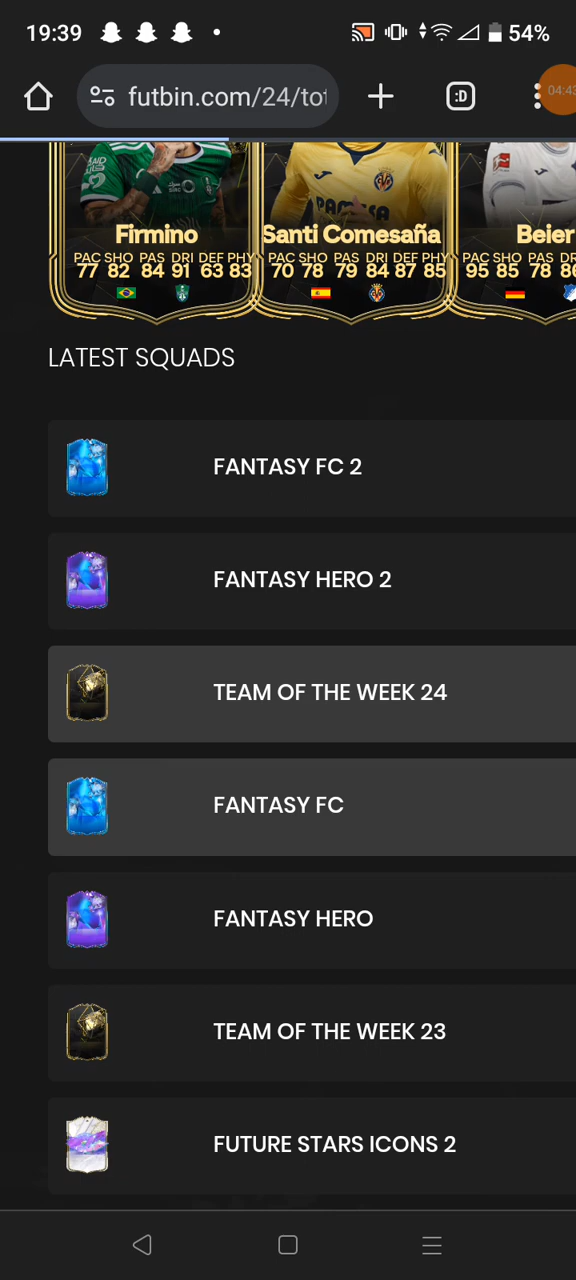 19:39
54%
futbin.com/24/tot
:D
04:43
Firmino
PAC SHO PAS DRI DEF PHY
77 82 84 91 63 83
Santi Comesaña
PAC SHO PAS DRI DEF PHY
70 78 79 84 87 85
Beier
PAC SHO PAS DRI
95 85 78
LATEST SQUADS
FANTASY FC 2
FANTASY HERO 2
TEAM OF THE WEEK 24
FANTASY FC
FANTASY HERO
TEAM OF THE WEEK 23
FUTURE STARS ICONS 2